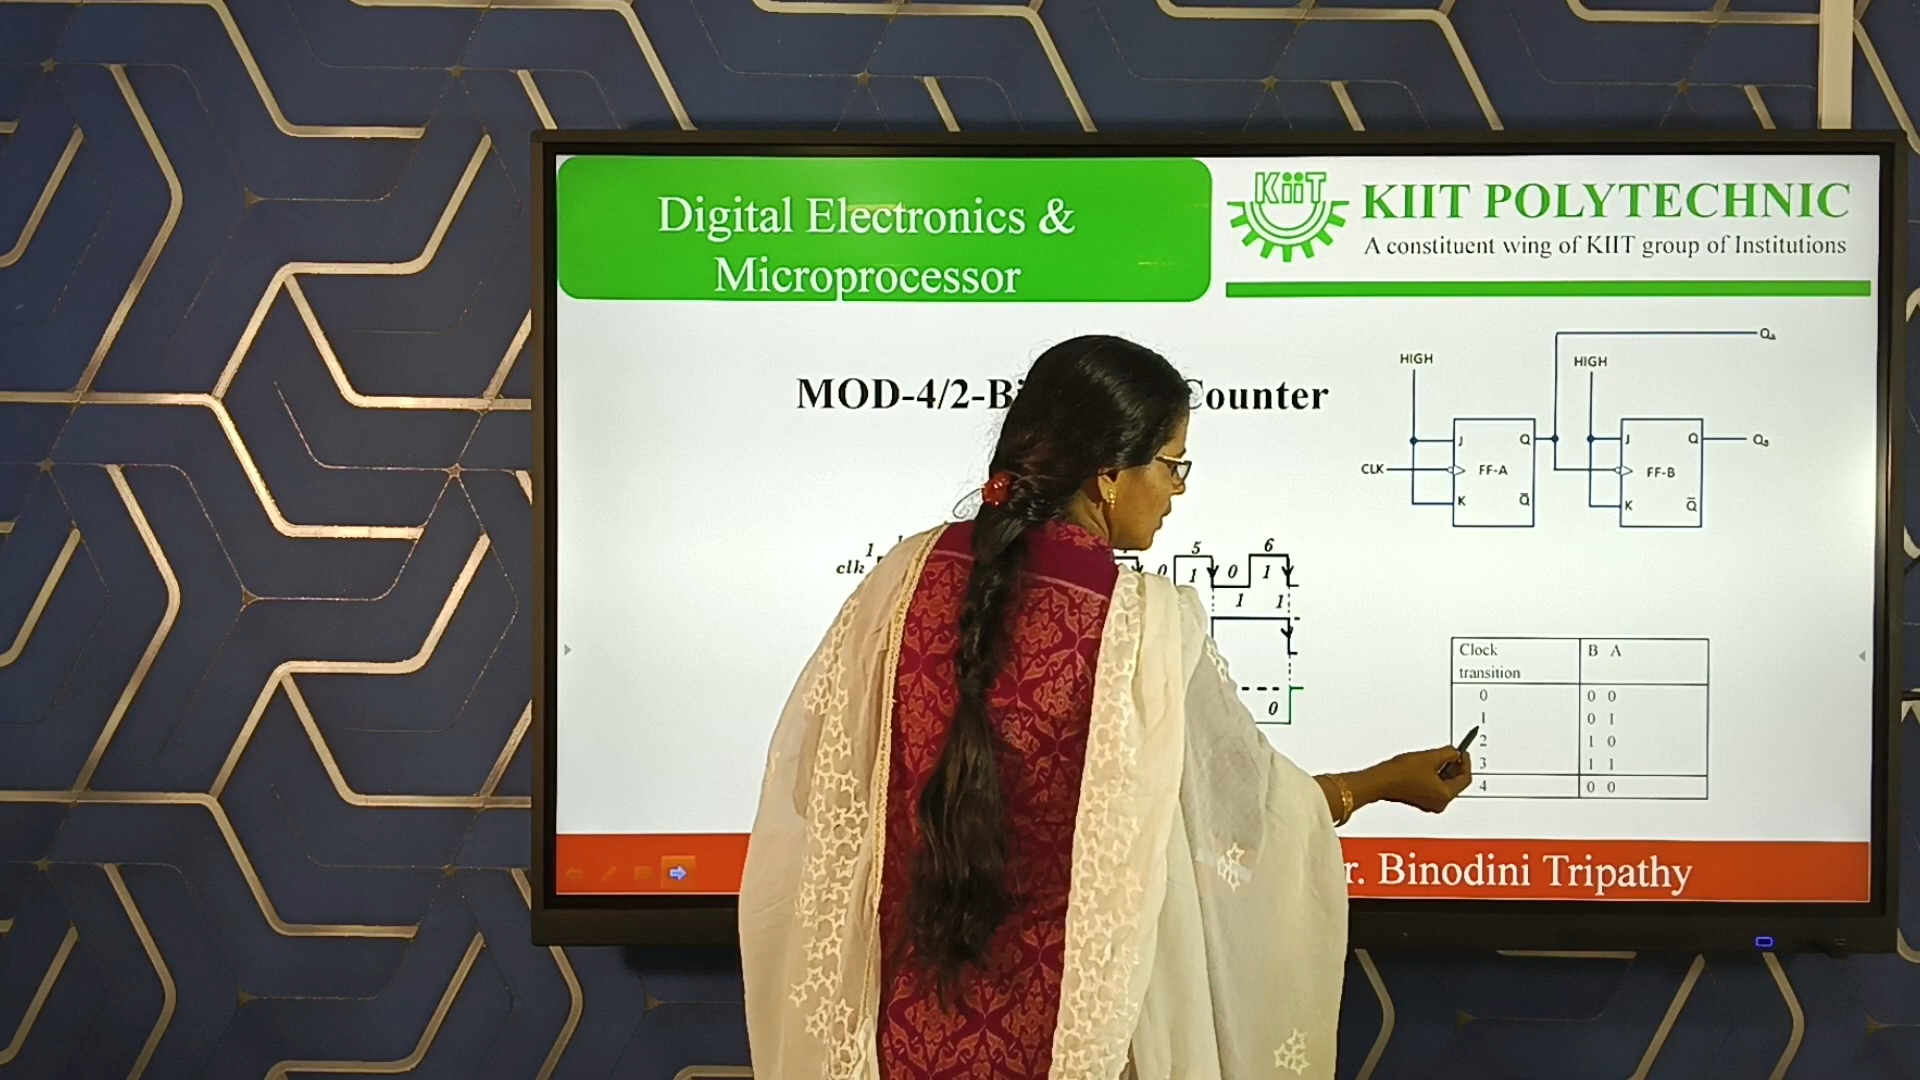 Digital Electronics &
Microprocessor
KiiT
KIIT POLYTECHNIC
A constituent wing of KIIT group of Institutions
MOD-4/2-Bi
Counter
HIGH
HIGH
QA
J
Q
CLK
FF-A
K
Q̅
J
Q
QB
FF-B
K
Q̅
1
5
6
clk
0
1
0
1
1
1
0
Clock
transition
B A
0
0 0
1
0 1
2
1 0
3
1 1
4
0 0
r. Binodini Tripathy